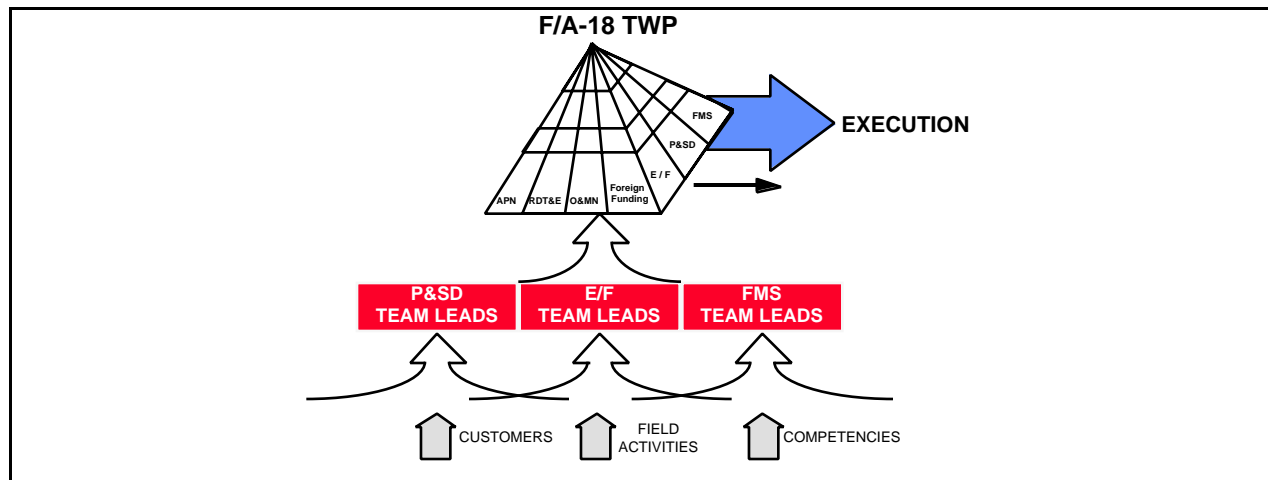 F/A-18 TWP
FMS
P&SD
E / F
EXECUTION
APN
RDT&E
O&MN
Foreign
Funding
P&SD
TEAM LEADS
E/F
TEAM LEADS
FMS
TEAM LEADS
CUSTOMERS
FIELD
ACTIVITIES
COMPETENCIES